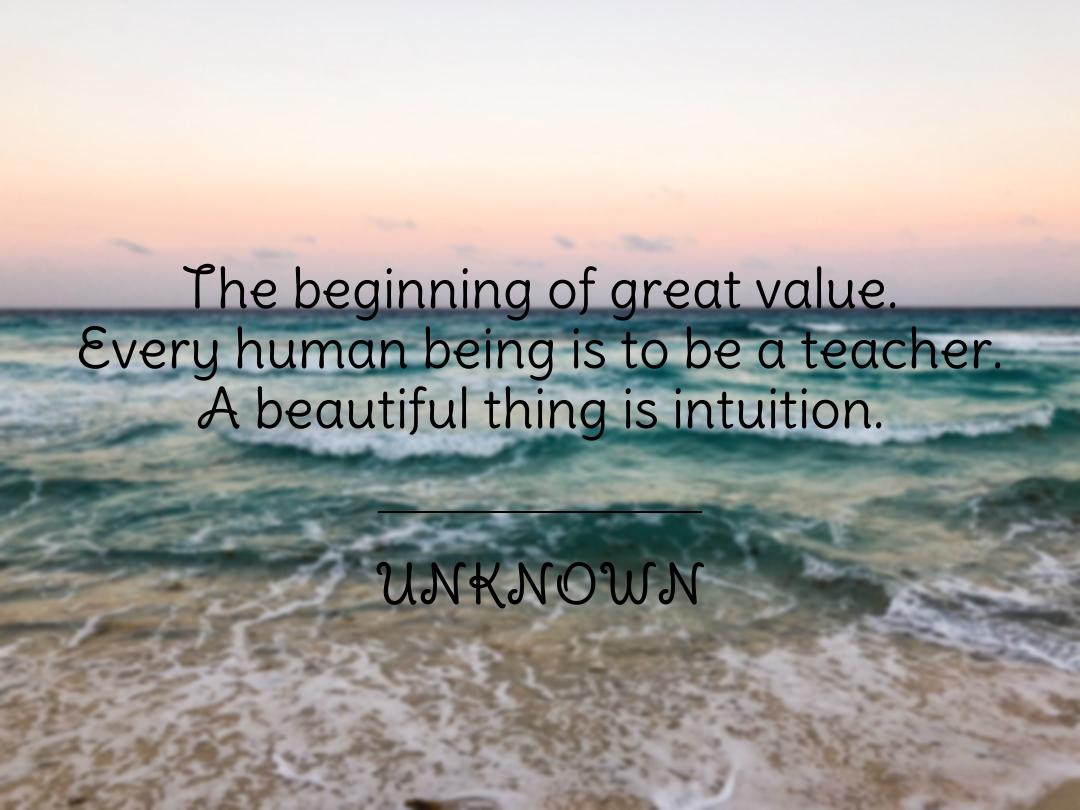 The beginning of great value.
Every human being is to be a teacher.
A beautiful thing is intuition.
UNKNOWN